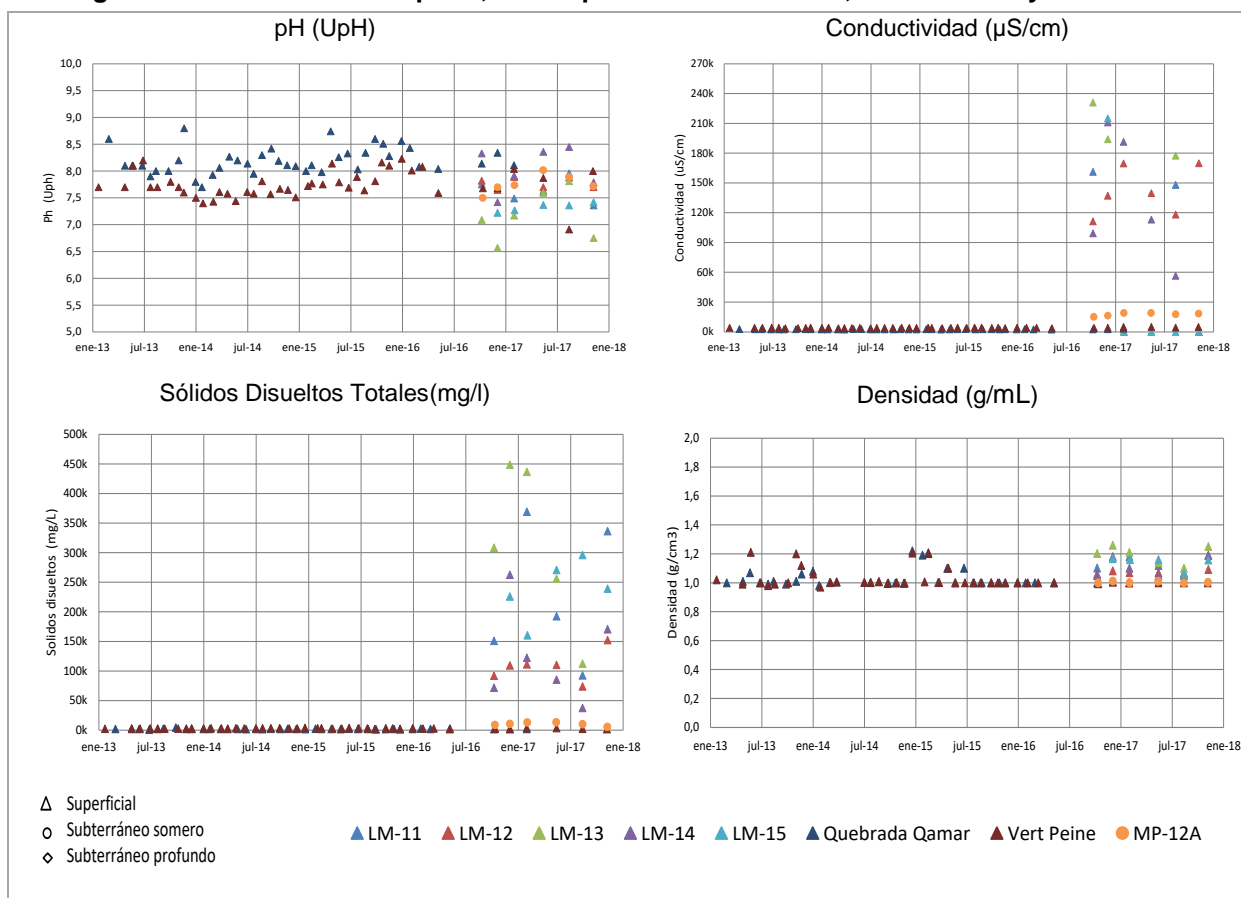 pH (UpH)
Conductividad (µS/cm)
Ph (Uph)
10,0
9,5
9,0
8,5
8,0
7,5
7,0
6,5
6,0
5,5
5,0
ene-13 jul-13 ene-14 jul-14 ene-15 jul-15 ene-16 jul-16 ene-17 jul-17 ene-18
Conductividad (uS/cm)
270k
240k
210k
180k
150k
120k
90k
60k
30k
0k
ene-13 jul-13 ene-14 jul-14 ene-15 jul-15 ene-16 jul-16 ene-17 jul-17 ene-18
Sólidos Disueltos Totales(mg/l)
Densidad (g/mL)
Solidos disueltos (mg/L)
500k
450k
400k
350k
300k
250k
200k
150k
100k
50k
0k
ene-13 jul-13 ene-14 jul-14 ene-15 jul-15 ene-16 jul-16 ene-17 jul-17 ene-18
Densidad (g/cm3)
2,0
1,8
1,6
1,4
1,2
1,0
0,8
0,6
0,4
0,2
0,0
ene-13 jul-13 ene-14 jul-14 ene-15 jul-15 ene-16 jul-16 ene-17 jul-17 ene-18
Superficial
Subterráneo somero
Subterráneo profundo
LM-11 LM-12 LM-13 LM-14 LM-15 Quebrada Qamar Vert Peine MP-12A